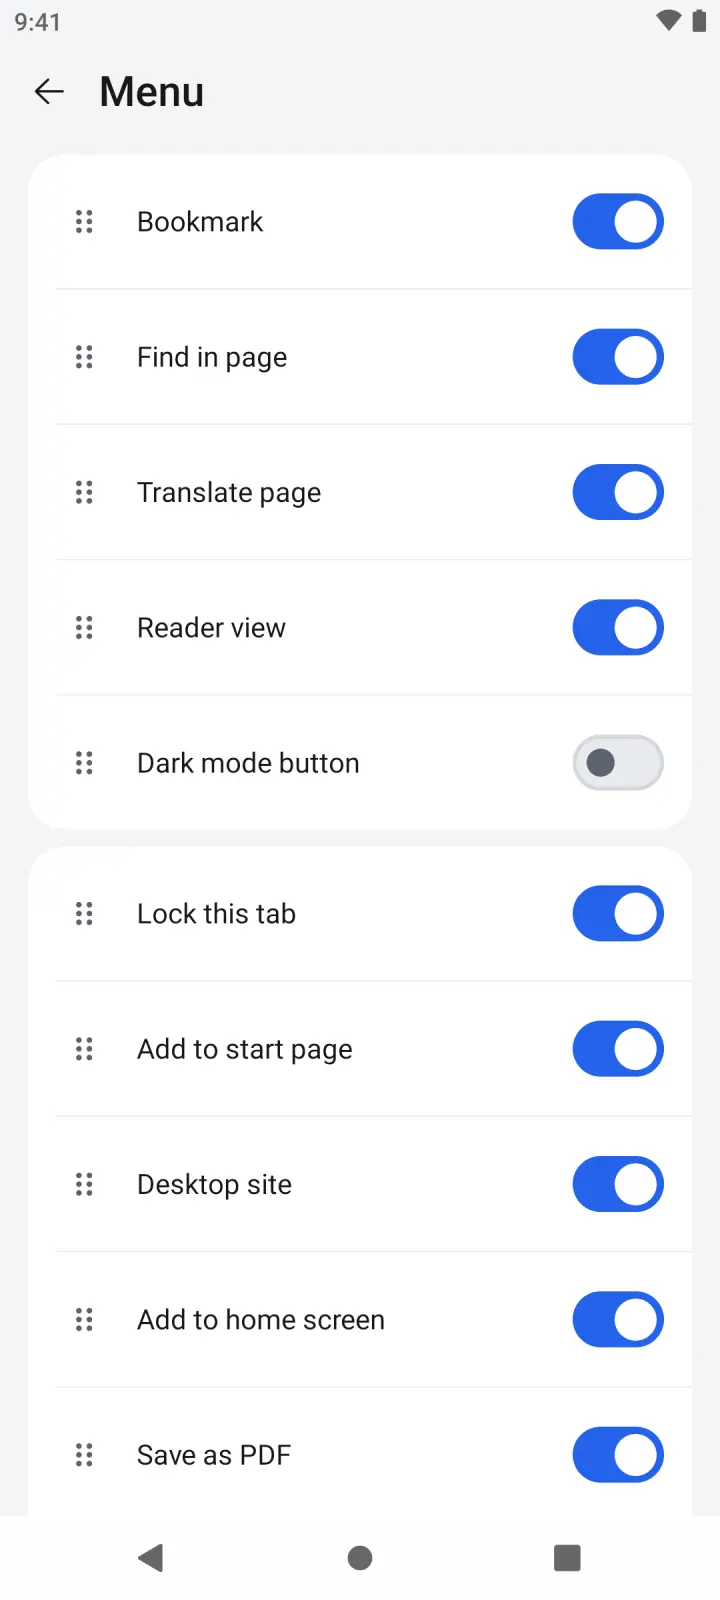 9:41
Menu
Bookmark
Find in page
Translate page
Reader view
Dark mode button
Lock this tab
Add to start page
Desktop site
Add to home screen
Save as PDF